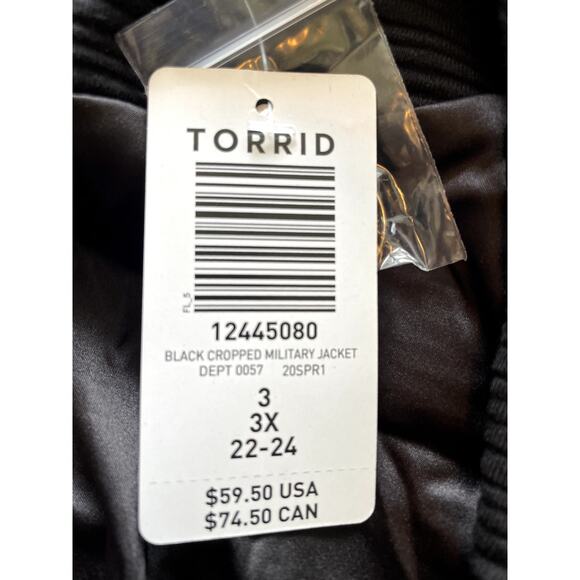 TORRID
FL_5
12445080
BLACK CROPPED MILITARY JACKET
DEPT 0057 20SPR1
3
3X
22-24
$59.50 USA
$74.50 CAN